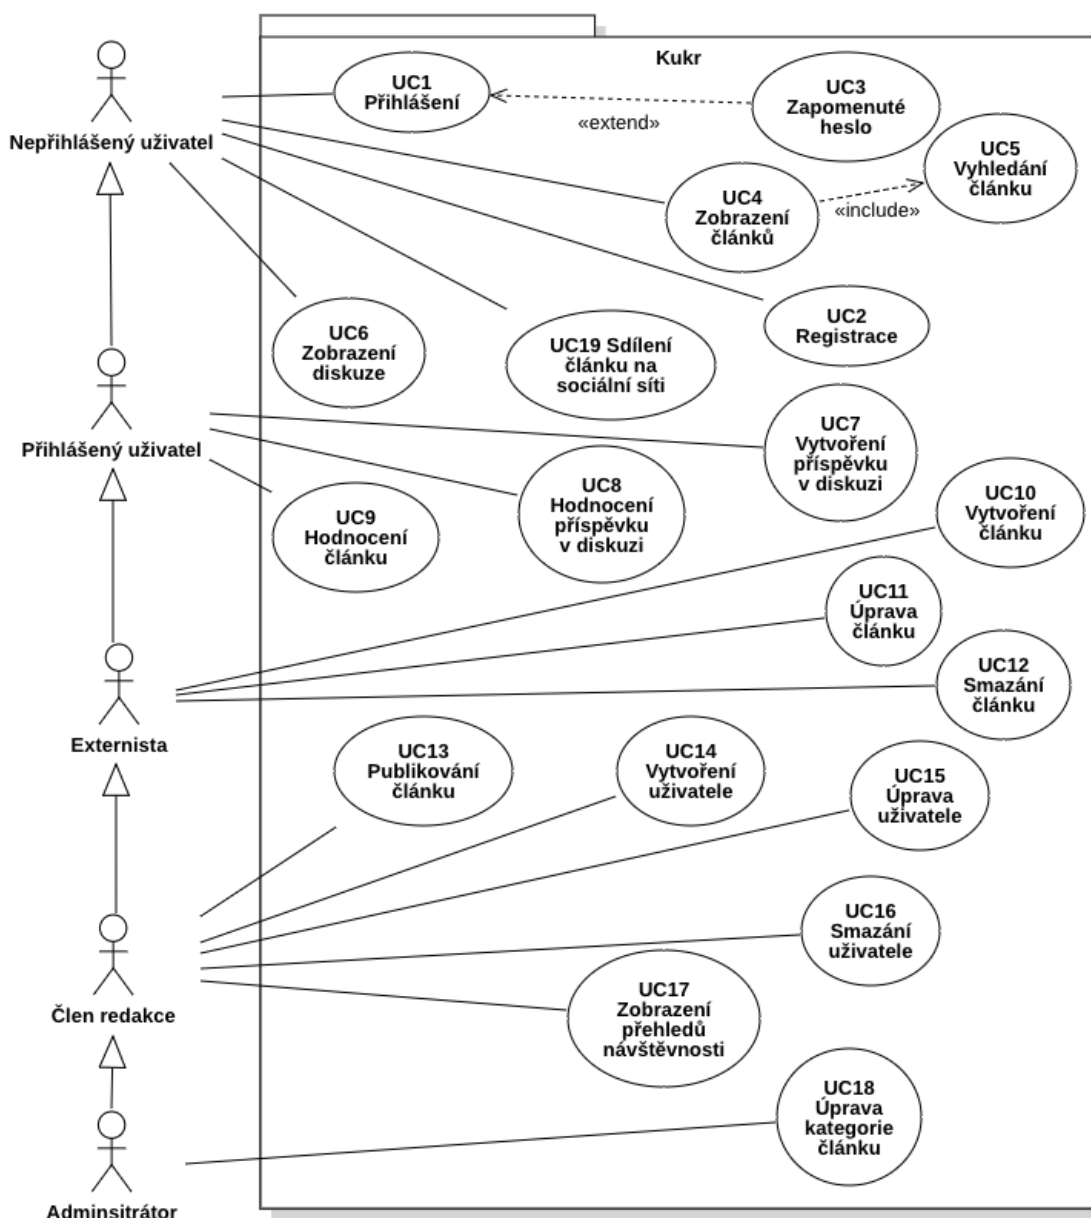 Kukr
UC1
Přihlášení
UC3
Zapomenuté
heslo
«extend»
Nepřihlášený uživatel
UC5
Vyhledání
článku
UC4
Zobrazení
článků
«include»
UC2
Registrace
UC6
Zobrazení
diskuze
UC19 Sdílení
článku na
sociální síti
Přihlášený uživatel
UC7
Vytvoření
příspěvku
v diskuzi
UC8
Hodnocení
příspěvku
v diskuzi
UC9
Hodnocení
článku
UC10
Vytvoření
článku
UC11
Úprava
článku
UC12
Smazání
článku
Externista
UC13
Publikování
článku
UC14
Vytvoření
uživatele
UC15
Úprava
uživatele
UC16
Smazání
uživatele
UC17
Zobrazení
přehledů
návštěvnosti
Člen redakce
UC18
Úprava
kategorie
článku
Adminsitrátor